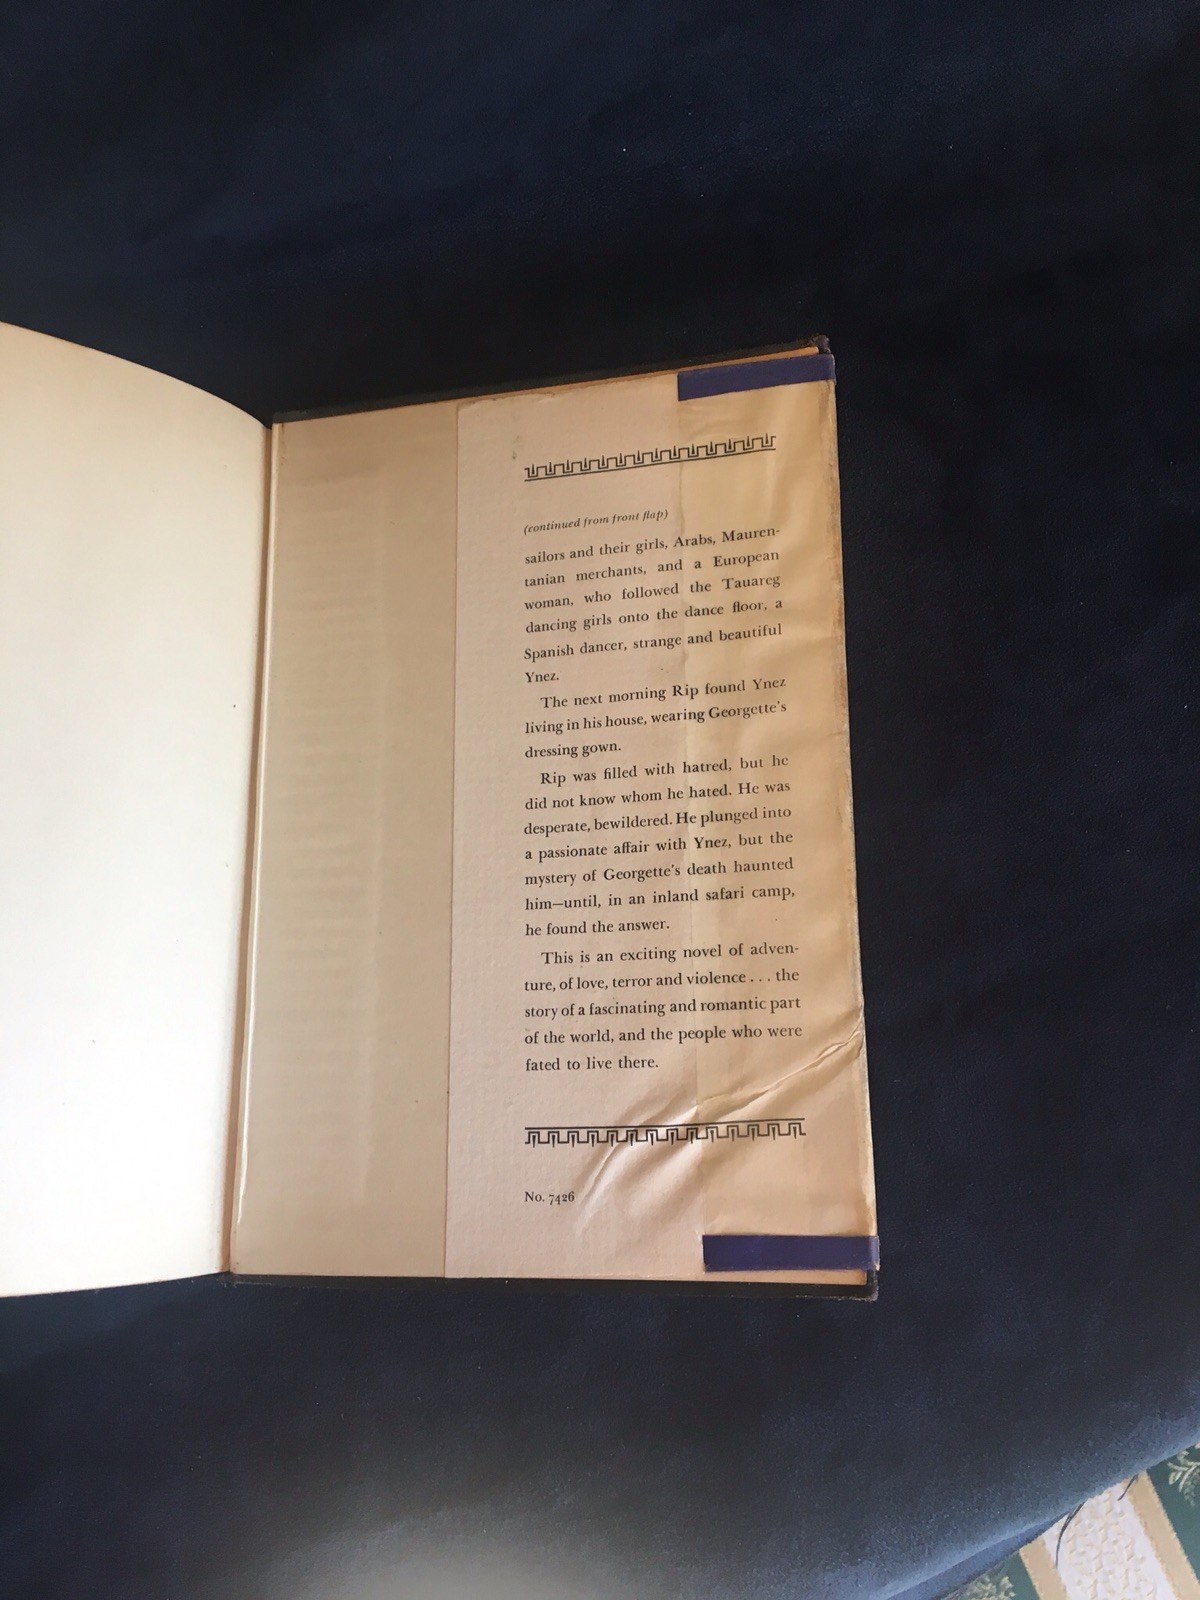 (continued from front flap)
sailors and their girls, Arabs, Mauren-
tanian merchants, and a European
woman, who followed the Tauareg
dancing girls onto the dance floor, a
Spanish dancer, strange and beautiful
Ynez.
The next morning Rip found Ynez
living in his house, wearing Georgette's
dressing gown.
Rip was filled with hatred, but he
did not know whom he hated. He was
desperate, bewildered. He plunged into
a passionate affair with Ynez, but the
mystery of Georgette's death haunted
him—until, in an inland safari camp,
he found the answer.
This is an exciting novel of adven-
ture, of love, terror and violence . . . the
story of a fascinating and romantic part
of the world, and the people who were
fated to live there.
No. 7426